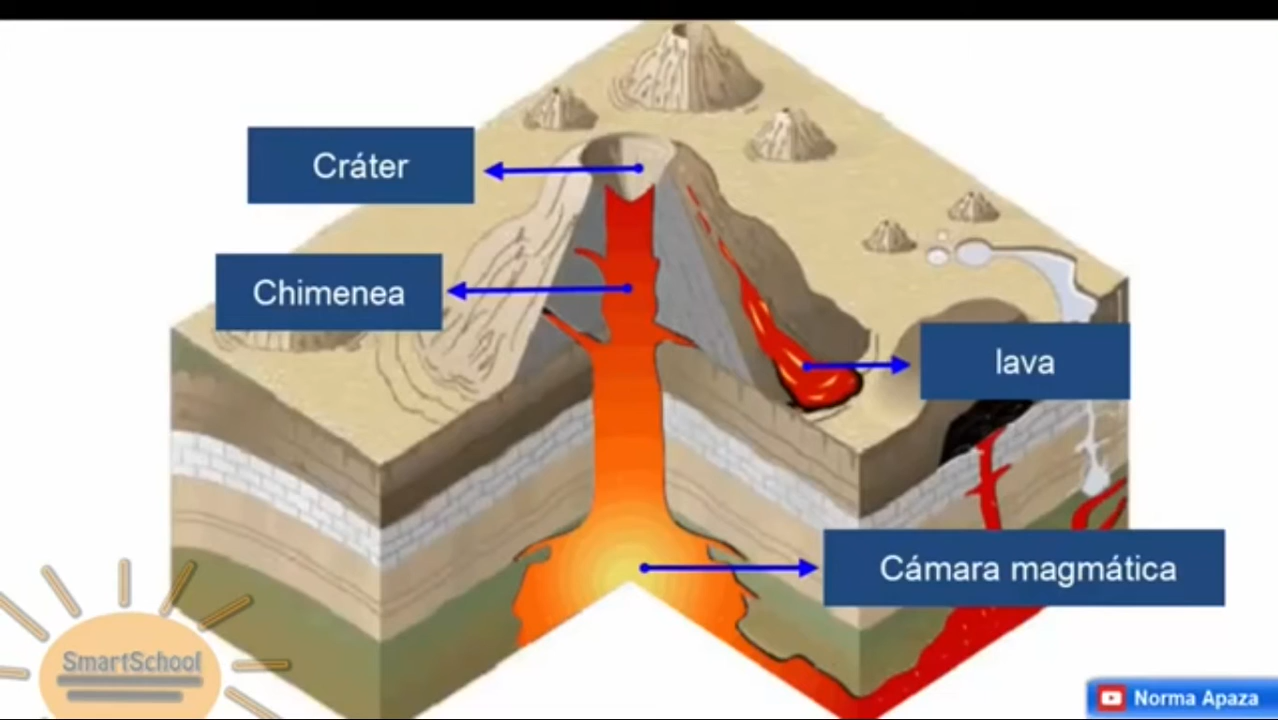 Cráter
Chimenea
lava
Cámara magmática
SmartSchool
Norma Apaza